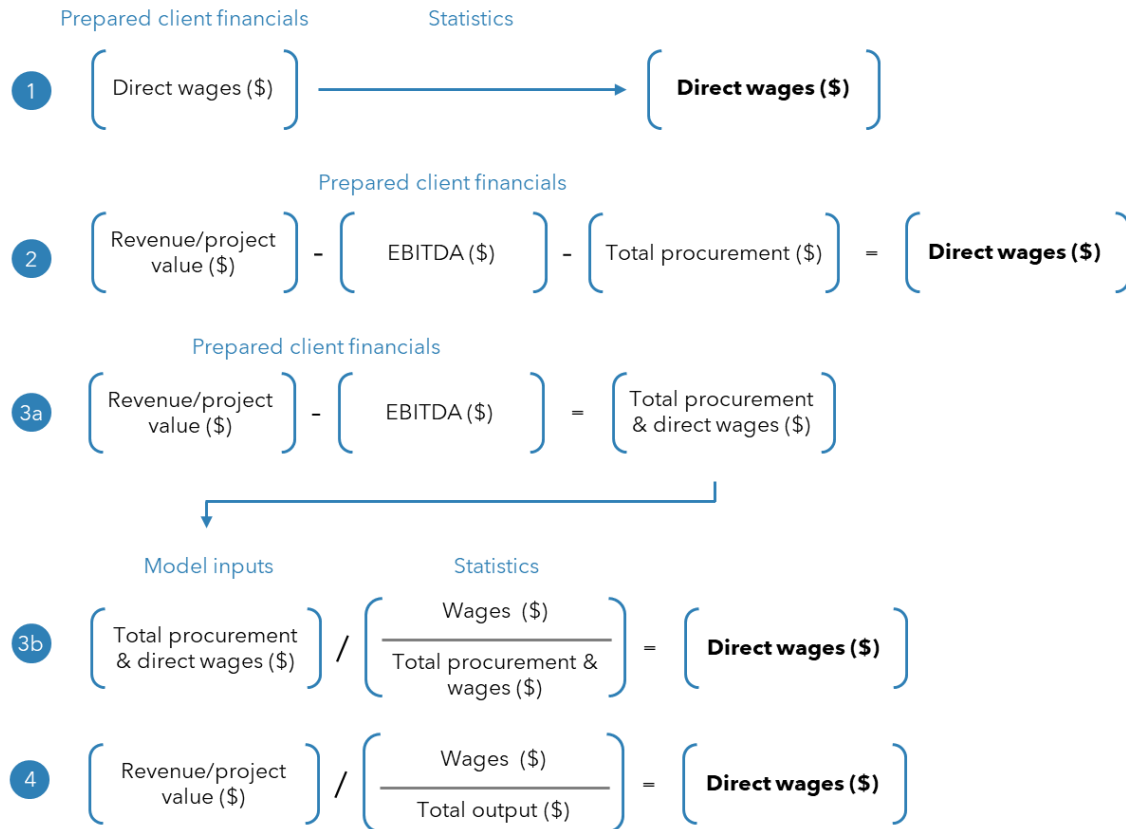 Prepared client financials
Statistics
1
Direct wages ($)
Direct wages ($)
Prepared client financials
2
Revenue/project
value ($)
-
EBITDA ($)
-
Total procurement ($)
=
Direct wages ($)
Prepared client financials
3a
Revenue/project
value ($)
-
EBITDA ($)
=
Total procurement
& direct wages ($)
Model inputs
Statistics
3b
Total procurement
& direct wages ($)
/
Wages ($)
Total procurement &
wages ($)
=
Direct wages ($)
4
Revenue/project
value ($)
/
Wages ($)
Total output ($)
=
Direct wages ($)